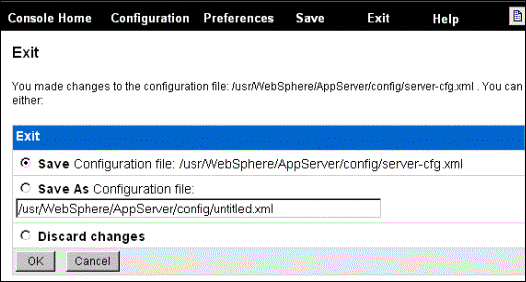 Console Home Configuration Preferences Save Exit Help
Exit
You made changes to the configuration file: /usr/WebSphere/AppServer/config/server-cfg.xml . You can
either:
Exit
Save Configuration file: /usr/WebSphere/AppServer/config/server-cfg.xml
Save As Configuration file:
/usr/WebSphere/AppServer/config/untitled.xml
Discard changes
OK Cancel